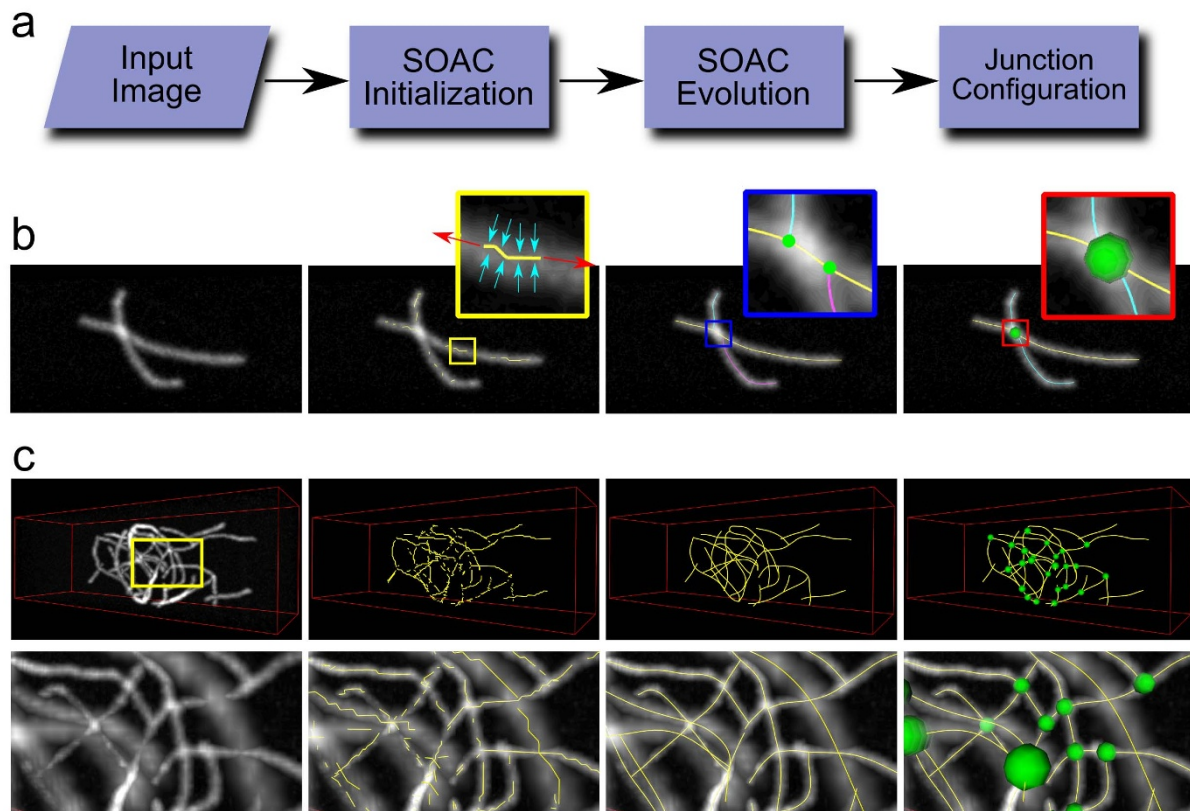 a
Input
Image
SOAC
Initialization
SOAC
Evolution
Junction
Configuration
b
c